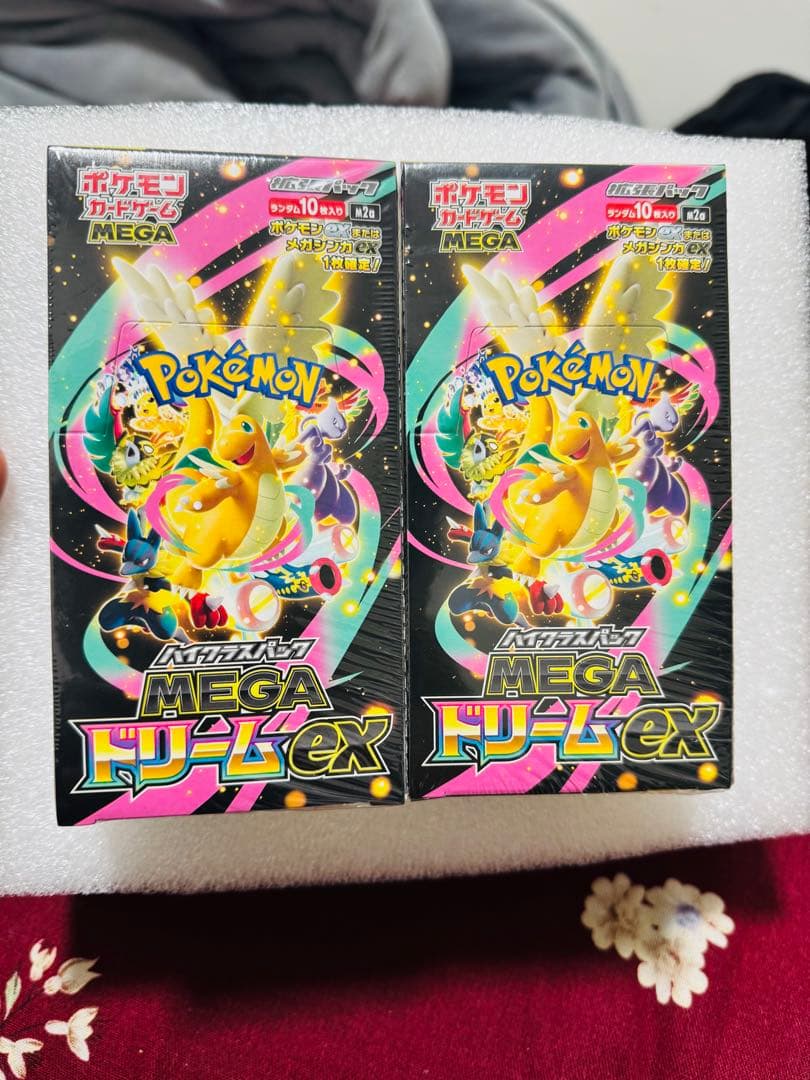 ポケモン
カードゲーム
MEGA
拡張パック
ランダム10枚入り
M2a
ポケモンexまたは
メガシンカex
1枚確定!
POKÉMON
ハイクラスパック
MEGA
ドリームex
ポケモン
カードゲーム
MEGA
拡張パック
ランダム10枚入り
M2a
ポケモンexまたは
メガシンカex
1枚確定!
POKÉMON
ハイクラスパック
MEGA
ドリームex